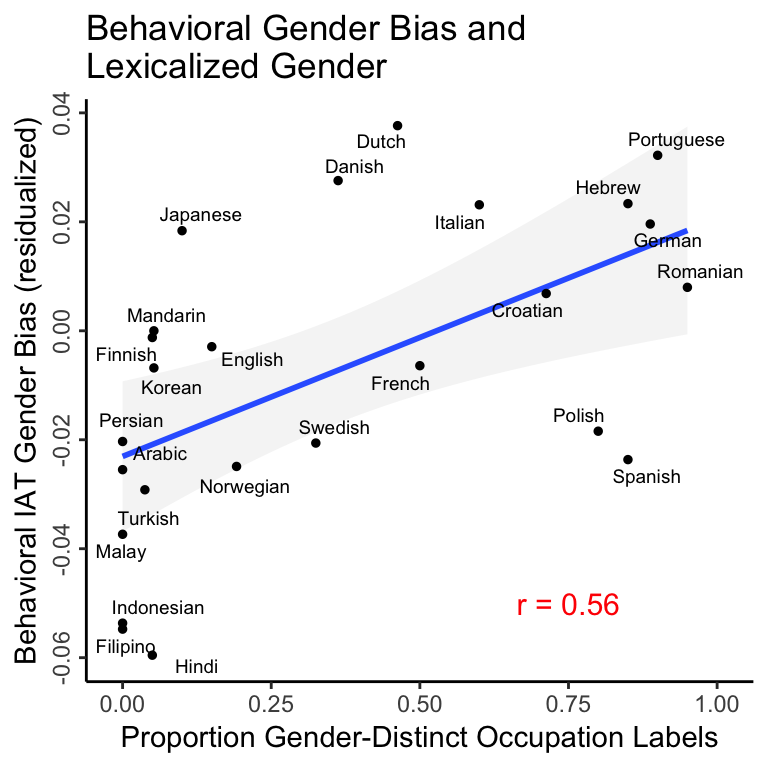 Behavioral Gender Bias and
Lexicalized Gender
Behavioral IAT Gender Bias (residualized)
0.04
0.02
0.00
-0.02
-0.04
-0.06
Dutch
Portuguese
Danish
Hebrew
Japanese
Italian
German
Romanian
Croatian
Mandarin
Finnish
English
Korean
French
Persian
Polish
Swedish
Arabic
Spanish
Norwegian
Turkish
Malay
r = 0.56
Indonesian
Filipino
Hindi
0.00
0.25
0.50
0.75
1.00
Proportion Gender-Distinct Occupation Labels